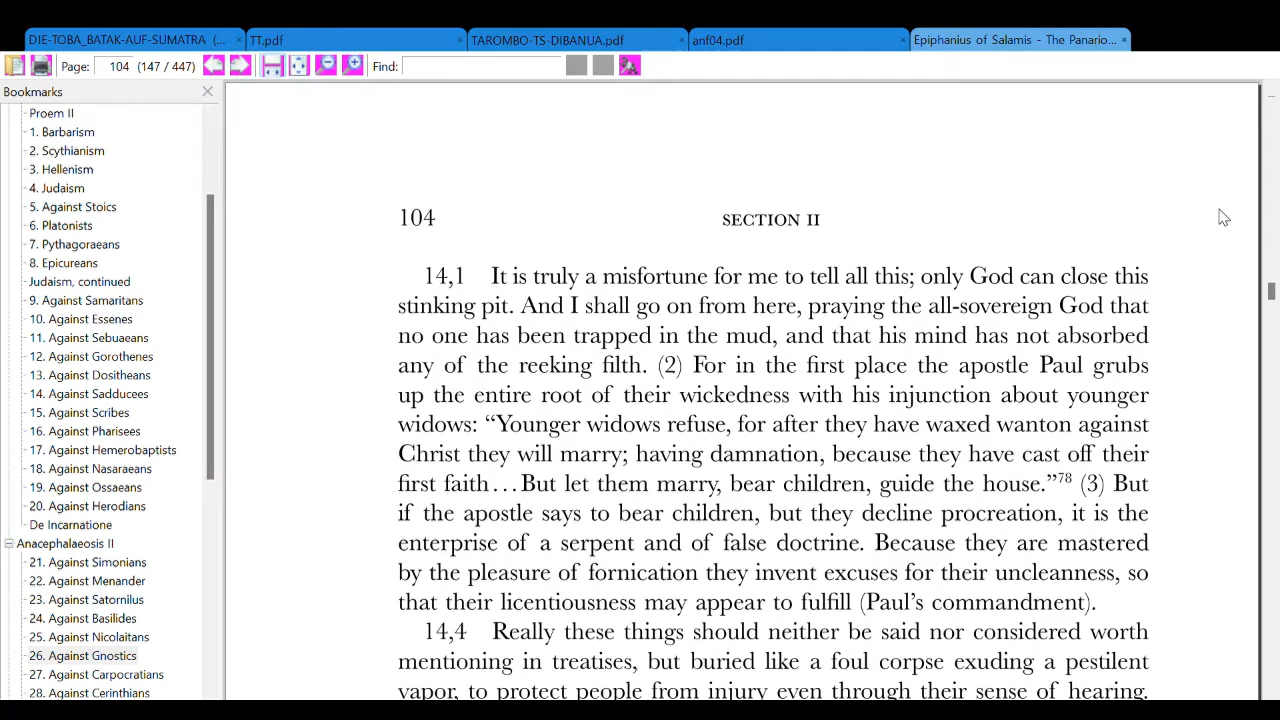 DIE-TOBA_BATAK-AUF-SUMATRA (...
TT.pdf
TAROMBO-TS-DIBANUA.pdf
anf04.pdf
Epiphanius of Salamis - The Panario...
Page: 104 (147 / 447)
Find:
Bookmarks
Proem II
1. Barbarism
2. Scythianism
3. Hellenism
4. Judaism
5. Against Stoics
6. Platonists
7. Pythagoraeans
8. Epicureans
Judaism, continued
9. Against Samaritans
10. Against Essenes
11. Against Sebuaeans
12. Against Gorothenes
13. Against Dositheans
14. Against Sadducees
15. Against Scribes
16. Against Pharisees
17. Against Hemerobaptists
18. Against Nasaraeans
19. Against Ossaeans
20. Against Herodians
De Incarnatione
Anacephalaeosis II
21. Against Simonians
22. Against Menander
23. Against Satornilus
24. Against Basilides
25. Against Nicolaitans
26. Against Gnostics
27. Against Carpocratians
28. Against Cerinthians
104 SECTION II
14,1 It is truly a misfortune for me to tell all this; only God can close this
stinking pit. And I shall go on from here, praying the all-sovereign God that
no one has been trapped in the mud, and that his mind has not absorbed
any of the reeking filth. (2) For in the first place the apostle Paul grubs
up the entire root of their wickedness with his injunction about younger
widows: “Younger widows refuse, for after they have waxed wanton against
Christ they will marry; having damnation, because they have cast off their
first faith…But let them marry, bear children, guide the house.”78 (3) But
if the apostle says to bear children, but they decline procreation, it is the
enterprise of a serpent and of false doctrine. Because they are mastered
by the pleasure of fornication they invent excuses for their uncleanness, so
that their licentiousness may appear to fulfill (Paul’s commandment).
14,4 Really these things should neither be said nor considered worth
mentioning in treatises, but buried like a foul corpse exuding a pestilent
vapor, to protect people from injury even through their sense of hearing.